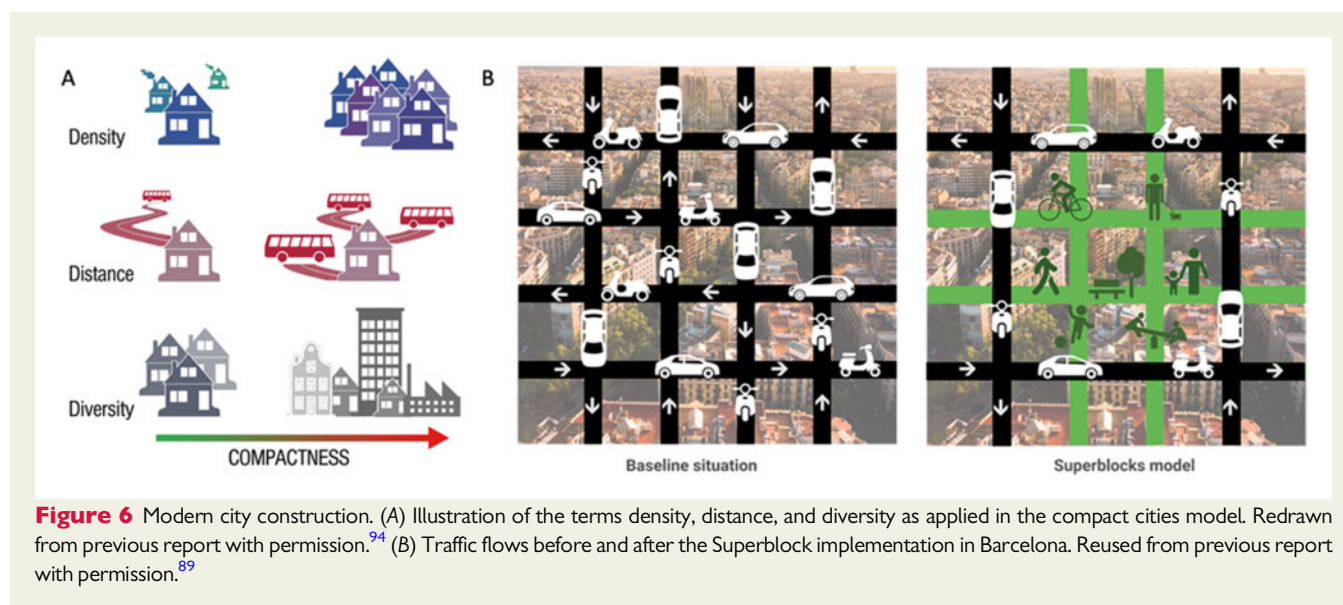 A
B
Density
Distance
Diversity
COMPACTNESS
Baseline situation
Superblocks model
Figure 6 Modern city construction. (A) Illustration of the terms density, distance, and diversity as applied in the compact cities model. Redrawn
from previous report with permission.94 (B) Traffic flows before and after the Superblock implementation in Barcelona. Reused from previous report
with permission.89